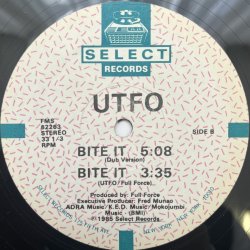 SELECT
RECORDS
UTFO
FMS
62263
STEREO
33 1/3
RPM
SIDE B
BITE IT 5:08
(Dub Version)
BITE IT 3:35
(UTFO/Full Force)
Produced by: Full Force
Executive Producer: Fred Munao
ADRA Music/K.E.D. Music/Mokojumbi
Music - (BMI)
© 1985 Select Records